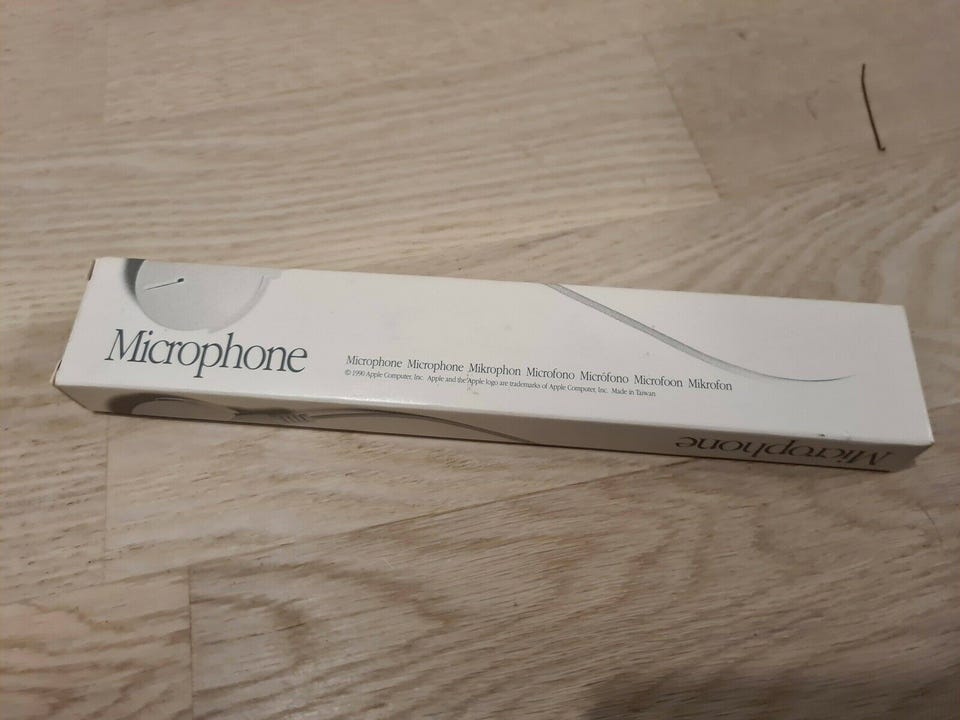 Microphone
Microphone Microphone Mikrophon Microfono Micrófono Microfoon Mikrofon
© 1990 Apple Computer, Inc. Apple and the Apple logo are trademarks of Apple Computer, Inc. Made in Taiwan
Microphone